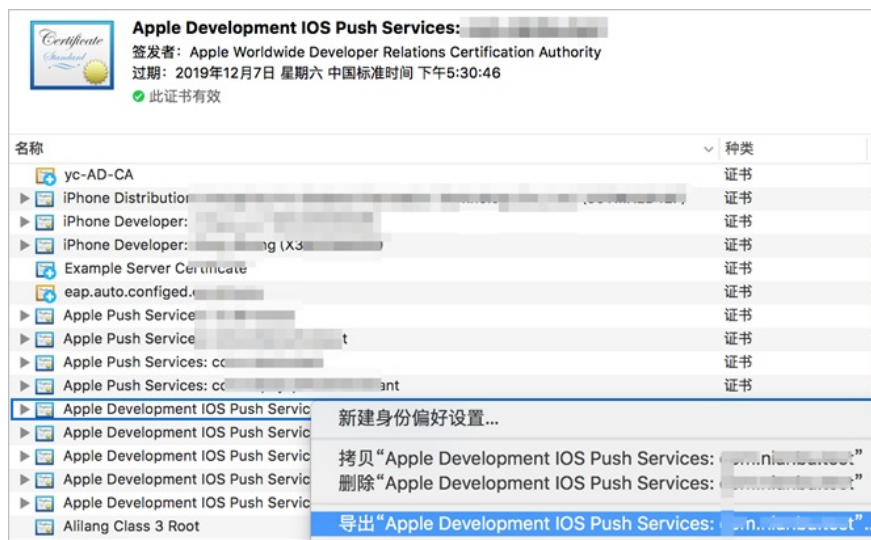 Certificate
Standard
Apple Development IOS Push Services:
签发者：Apple Worldwide Developer Relations Certification Authority
过期：2019年12月7日 星期六 中国标准时间 下午5:30:46
此证书有效
名称 种类
yc-AD-CA 证书
iPhone Distribution 证书
iPhone Developer: 证书
iPhone Developer: ng (X3 证书
Example Server Certificate 证书
eap.auto.configed. 证书
Apple Push Service 证书
Apple Push Service t 证书
Apple Push Services: co 证书
Apple Push Services: co ant 证书
Apple Development IOS Push Servic
新建身份偏好设置...
Apple Development IOS Push Servic
Apple Development IOS Push Servic
拷贝“Apple Development IOS Push Services: ”
Apple Development IOS Push Servic
删除“Apple Development IOS Push Services: ”
Apple Development IOS Push Servic
Alilang Class 3 Root
导出“Apple Development IOS Push Services: ”...